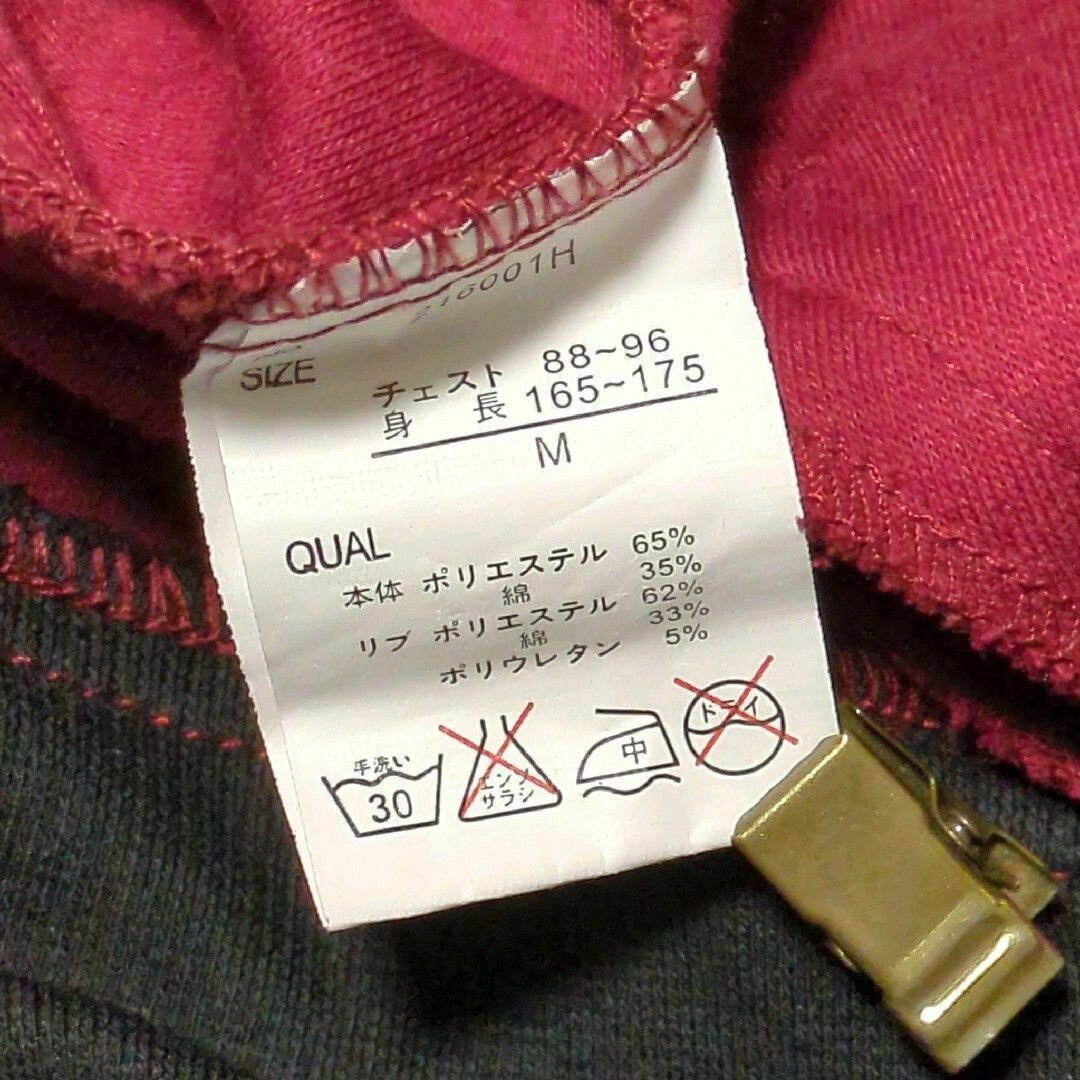 216001H
SIZE
チェスト 88~96
身 長 165~175
M
QUAL
本体 ポリエステル 65%
綿 35%
リブ ポリエステル 62%
綿 33%
ポリウレタン 5%
手洗い
30
エンソ
サラシ
中
ドライ